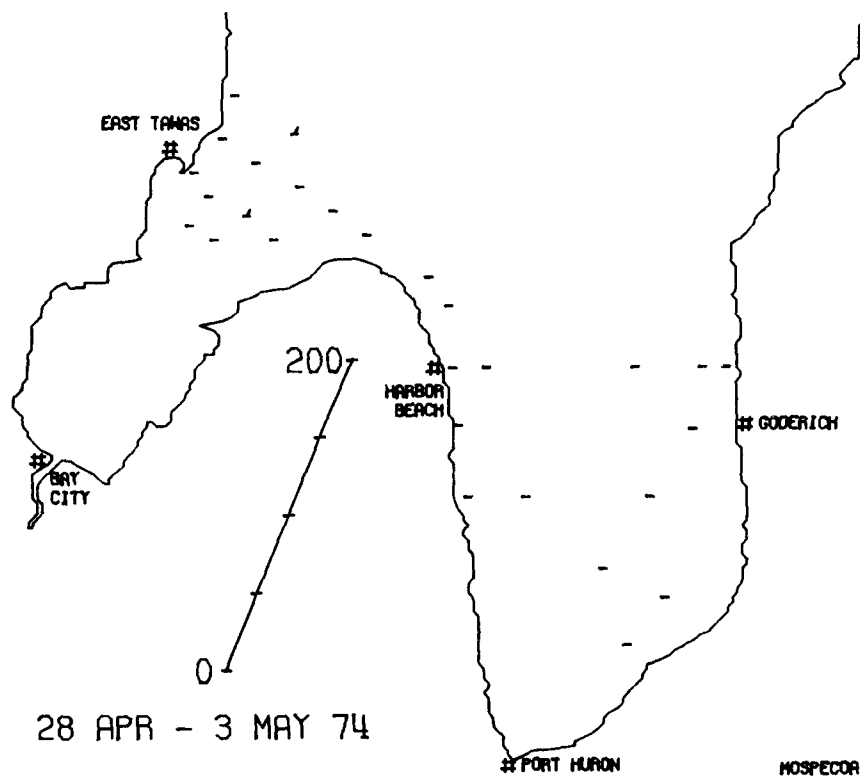 EAST TAWAS
#
200
#
HARBOR
BEACH
# GODERICH
#
BAY
CITY
0
28 APR - 3 MAY 74
# PORT HURON
MOSPECOR